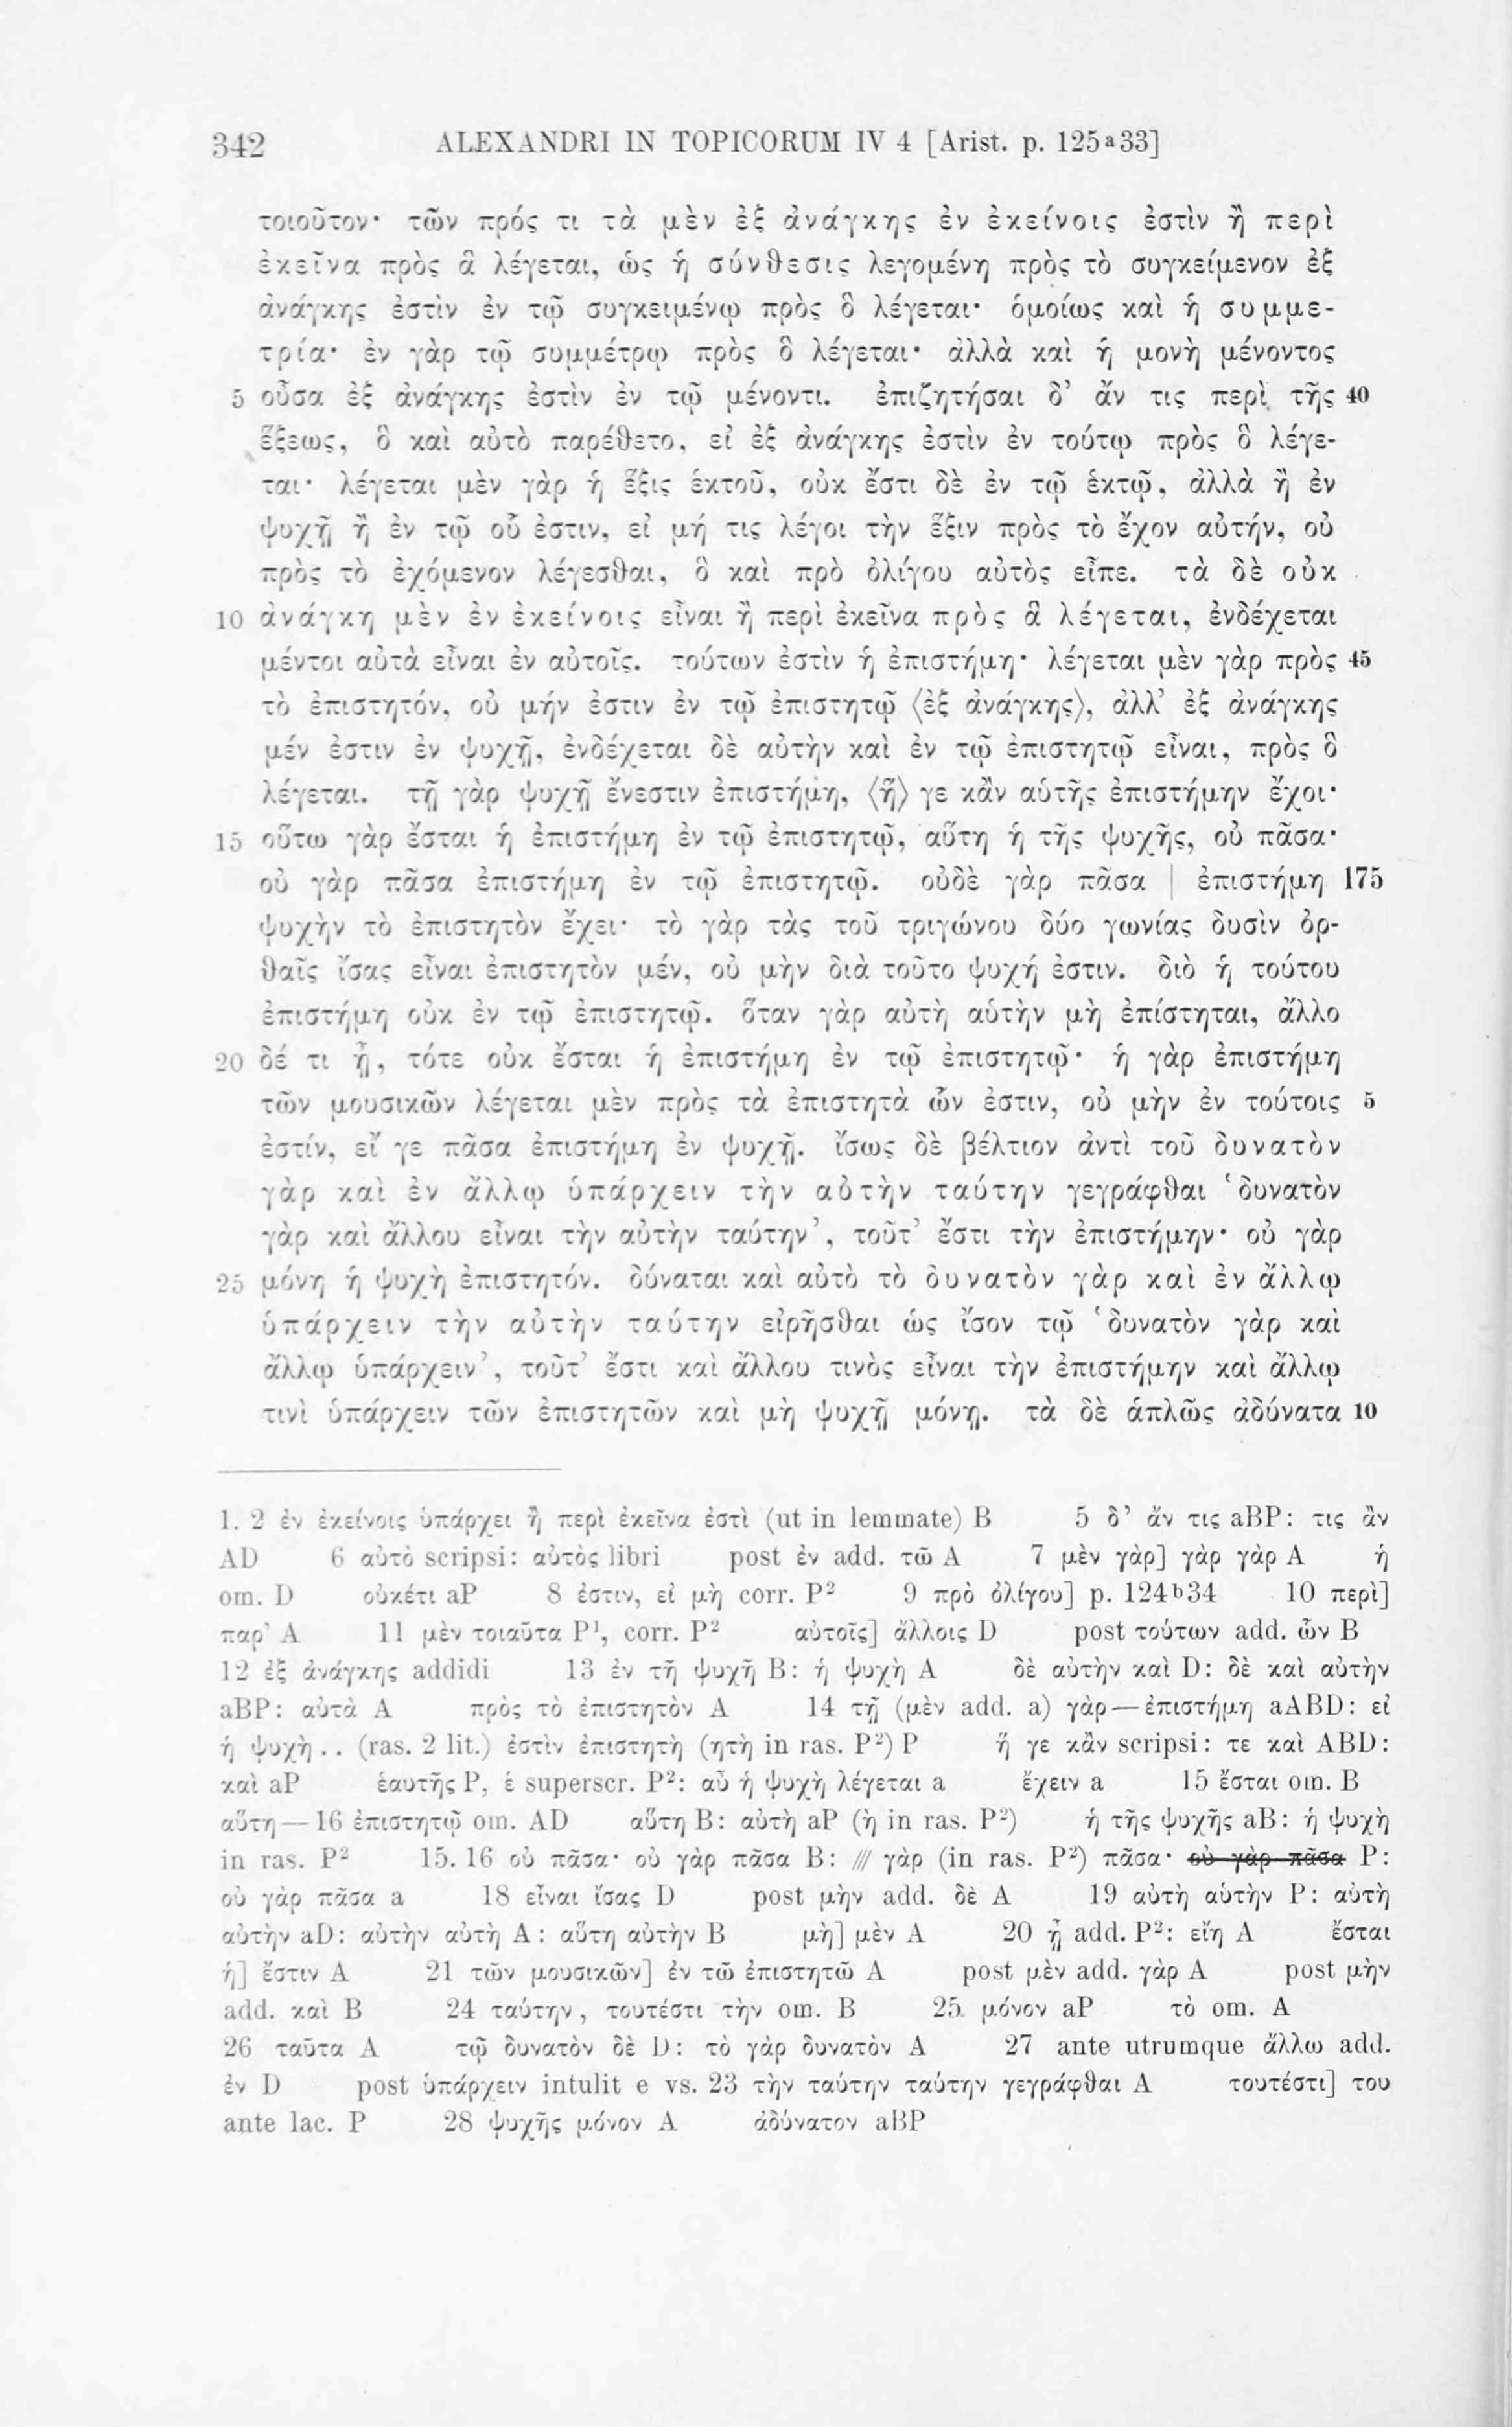 342 ALEXANDRI IN TOPICORUM IV 4 [Arist. p. 125ᵃ33]
τοιοῦτον· τῶν πρός τι τὰ μὲν ἐξ ἀνάγκης ἐν ἐκείνοις ἐστὶν ἢ περὶ
ἐκεῖνα πρὸς ἃ λέγεται, ὡς ἡ σύνθεσις λεγομένη πρὸς τὸ συγκείμενον ἐξ
ἀνάγκης ἐστὶν ἐν τῷ συγκειμένῳ πρὸς ὃ λέγεται· ὁμοίως καὶ ἡ συμμε-
τρία· ἐν γὰρ τῷ συμμέτρῳ πρὸς ὃ λέγεται· ἀλλὰ καὶ ἡ μονὴ μένοντος
5 οὖσα ἐξ ἀνάγκης ἐστὶν ἐν τῷ μένοντι. ἐπιζητήσαι δ’ ἄν τις περὶ τῆς 40
ἕξεως, ὃ καὶ αὐτὸ παρέθετο, εἰ ἐξ ἀνάγκης ἐστὶν ἐν τούτῳ πρὸς ὃ λέγε-
ται· λέγεται μὲν γὰρ ἡ ἕξις ἑκτοῦ, οὐκ ἔστι δὲ ἐν τῷ ἑκτῷ, ἀλλὰ ἢ ἐν
ψυχῇ ἢ ἐν τῷ οὗ ἐστιν, εἰ μή τις λέγοι τὴν ἕξιν πρὸς τὸ ἔχον αὐτήν, οὐ
πρὸς τὸ ἐχόμενον λέγεσθαι, ὃ καὶ πρὸ ὀλίγου αὐτὸς εἶπε. τὰ δὲ οὐκ
10 ἀνάγκη μὲν ἐν ἐκείνοις εἶναι ἢ περὶ ἐκεῖνα πρὸς ἃ λέγεται, ἐνδέχεται
μέντοι αὐτὰ εἶναι ἐν αὐτοῖς. τούτων ἐστὶν ἡ ἐπιστήμη· λέγεται μὲν γὰρ πρὸς 45
τὸ ἐπιστητόν, οὐ μήν ἐστιν ἐν τῷ ἐπιστητῷ ⟨ἐξ ἀνάγκης⟩, ἀλλ’ ἐξ ἀνάγκης
μέν ἐστιν ἐν ψυχῇ, ἐνδέχεται δὲ αὐτὴν καὶ ἐν τῷ ἐπιστητῷ εἶναι, πρὸς ὃ
λέγεται. τῇ γὰρ ψυχῇ ἔνεστιν ἐπιστήμη, ⟨ἥ⟩ γε κἂν αὑτῆς ἐπιστήμην ἔχοι·
15 οὕτω γὰρ ἔσται ἡ ἐπιστήμη ἐν τῷ ἐπιστητῷ, αὕτη ἡ τῆς ψυχῆς, οὐ πᾶσα·
οὐ γὰρ πᾶσα ἐπιστήμη ἐν τῷ ἐπιστητῷ. οὐδὲ γὰρ πᾶσα | ἐπιστήμη 175
ψυχὴν τὸ ἐπιστητὸν ἔχει· τὸ γὰρ τὰς τοῦ τριγώνου δύο γωνίας δυσὶν ὀρ-
θαῖς ἴσας εἶναι ἐπιστητὸν μέν, οὐ μὴν διὰ τοῦτο ψυχή ἐστιν. διὸ ἡ τούτου
ἐπιστήμη οὐκ ἐν τῷ ἐπιστητῷ. ὅταν γὰρ αὐτὴ αὑτὴν μὴ ἐπίστηται, ἄλλο
20 δέ τι ᾖ, τότε οὐκ ἔσται ἡ ἐπιστήμη ἐν τῷ ἐπιστητῷ· ἡ γὰρ ἐπιστήμη
τῶν μουσικῶν λέγεται μὲν πρὸς τὰ ἐπιστητὰ ὧν ἐστιν, οὐ μὴν ἐν τούτοις 5
ἐστίν, εἴ γε πᾶσα ἐπιστήμη ἐν ψυχῇ. ἴσως δὲ βέλτιον ἀντὶ τοῦ δυνατὸν
γὰρ καὶ ἐν ἄλλῳ ὑπάρχειν τὴν αὐτὴν ταύτην γεγράφθαι ‘δυνατὸν
γὰρ καὶ ἄλλου εἶναι τὴν αὐτὴν ταύτην’, τοῦτ’ ἔστι τὴν ἐπιστήμην· οὐ γὰρ
25 μόνη ἡ ψυχὴ ἐπιστητόν. δύναται καὶ αὐτὸ τὸ δυνατὸν γὰρ καὶ ἐν ἄλλῳ
ὑπάρχειν τὴν αὐτὴν ταύτην εἰρῆσθαι ὡς ἴσον τῷ ‘δυνατὸν γὰρ καὶ
ἄλλῳ ὑπάρχειν’, τοῦτ’ ἔστι καὶ ἄλλου τινὸς εἶναι τὴν ἐπιστήμην καὶ ἄλλῳ
τινὶ ὑπάρχειν τῶν ἐπιστητῶν καὶ μὴ ψυχῇ μόνῃ. τὰ δὲ ἁπλῶς ἀδύνατα 10
1. 2 ἐν ἐκείνοις ὑπάρχει ἢ περὶ ἐκεῖνα ἐστὶ (ut in lemmate) B 5 δ’ ἄν τις aBP: τις ἂν
AD 6 αὐτὸ scripsi: αὐτὸς libri post ἐν add. τῶ A 7 μὲν γὰρ] γὰρ γὰρ A ἡ
om. D οὐκέτι aP 8 ἐστιν, εἰ μὴ corr. P² 9 πρὸ ὀλίγου] p. 124ᵇ34 10 περὶ]
παρ’ A 11 μὲν τοιαῦτα P¹, corr. P² αὐτοῖς] ἄλλοις D post τούτων add. ὧν B
12 ἐξ ἀνάγκης addidi 13 ἐν τῇ ψυχῇ B: ἡ ψυχὴ A δὲ αὐτὴν καὶ D: δὲ καὶ αὐτὴν
aBP: αὐτὰ A πρὸς τὸ ἐπιστητὸν A 14 τῇ (μὲν add. a) γὰρ — ἐπιστήμη aABD: εἰ
ἡ ψυχὴ . . (ras. 2 lit.) ἐστὶν ἐπιστητὴ (ητὴ in ras. P²) P ἥ γε κἂν scripsi: τε καὶ ABD:
καὶ aP ἑαυτῆς P, ἑ superscr. P²: αὖ ἡ ψυχὴ λέγεται a ἔχειν a 15 ἔσται om. B
αὕτη — 16 ἐπιστητῷ om. AD αὕτη B: αὐτὴ aP (ὴ in ras. P²) ἡ τῆς ψυχῆς aB: ἡ ψυχὴ
in ras. P² 15. 16 οὐ πᾶσα· οὐ γὰρ πᾶσα B: /// γὰρ (in ras. P²) πᾶσα· οὐ γὰρ πᾶσα P:
οὐ γὰρ πᾶσα a 18 εἶναι ἴσας D post μὴν add. δὲ A 19 αὐτὴ αὑτὴν P: αὐτὴ
αὐτὴν aD: αὐτὴν αὐτὴ A: αὕτη αὐτὴν B μὴ] μὲν A 20 ᾖ add. P²: εἴη A ἔσται
ἡ] ἔστιν A 21 τῶν μουσικῶν] ἐν τῶ ἐπιστητῶ A post μὲν add. γὰρ A post μὴν
add. καὶ B 24 ταύτην, τουτέστι τὴν om. B 25 μόνον aP τὸ om. A
26 ταῦτα A τῷ δυνατὸν δὲ D: τὸ γὰρ δυνατὸν A 27 ante utrumque ἄλλω add.
ἐν D post ὑπάρχειν intulit e vs. 23 τὴν ταύτην ταύτην γεγράφθαι A τουτέστι] του
ante lac. P 28 ψυχῆς μόνον A ἀδύνατον aBP